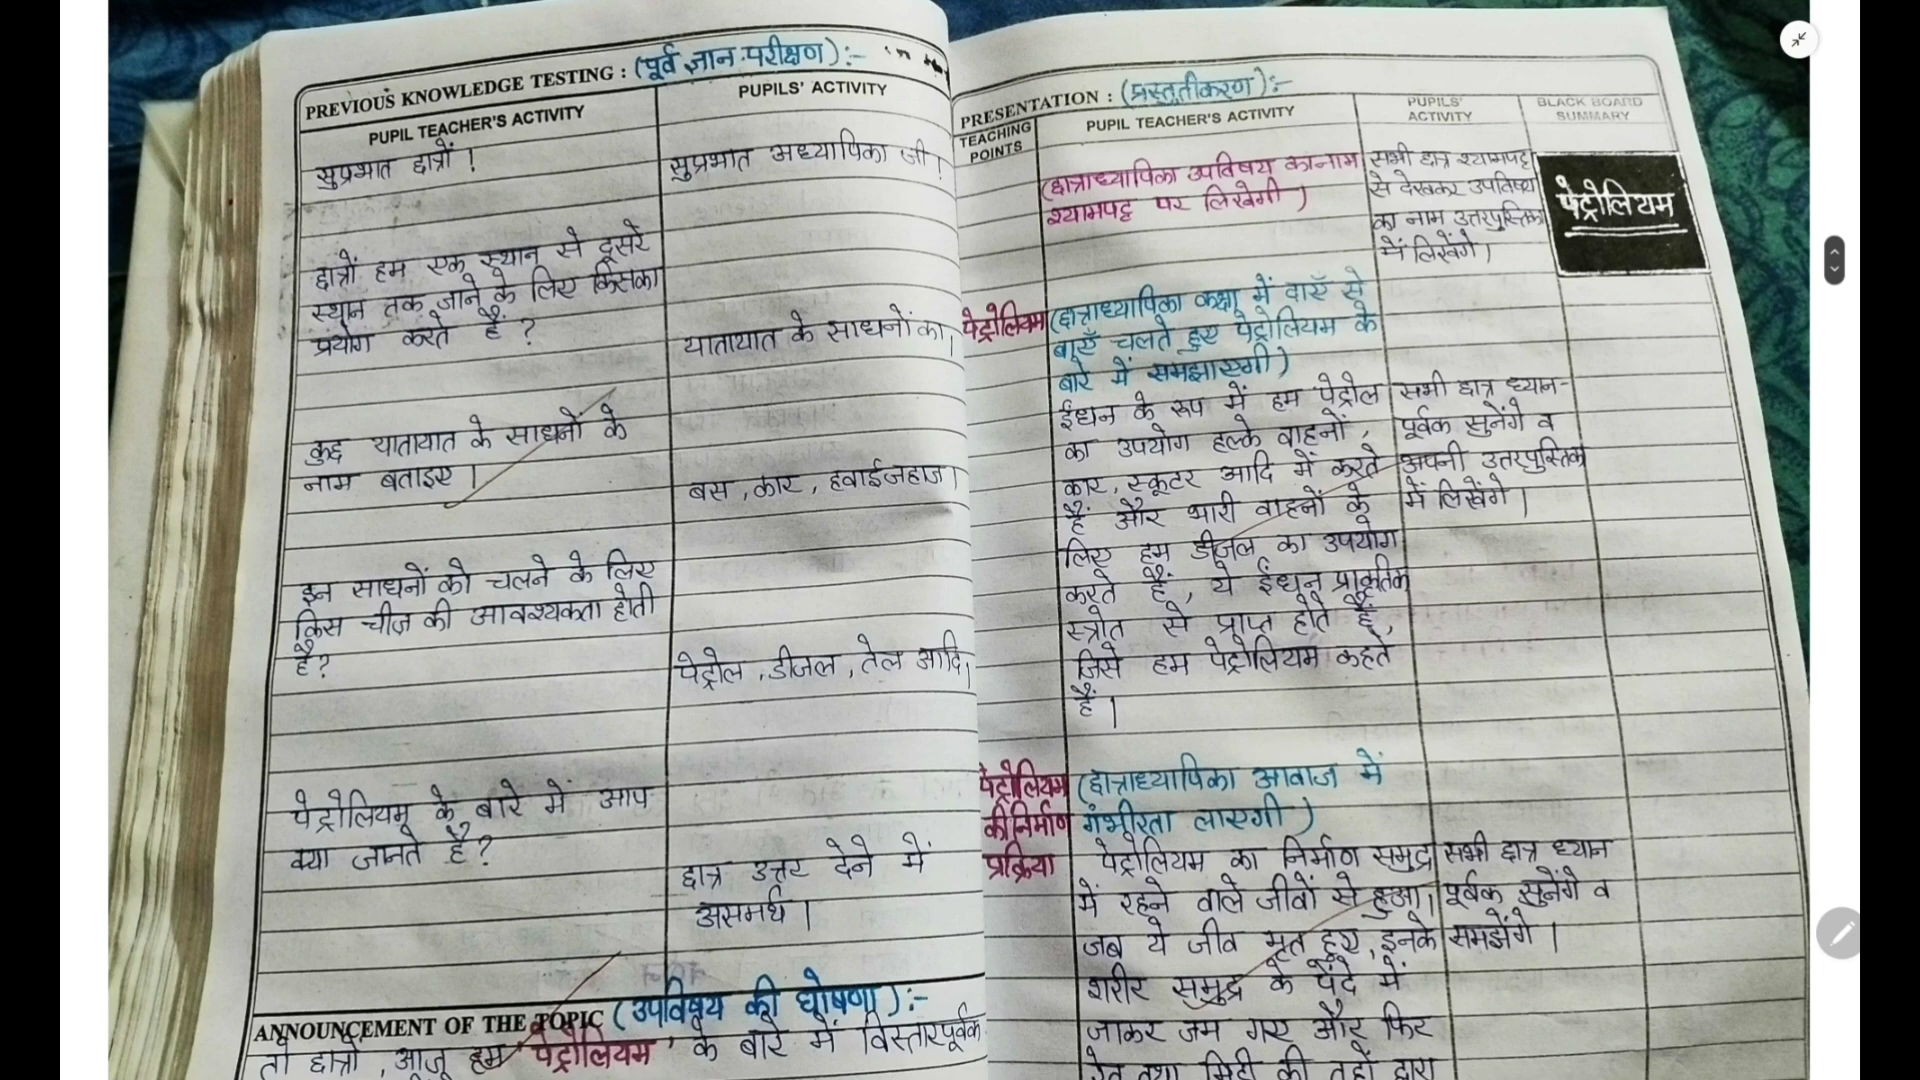 PREVIOUS KNOWLEDGE TESTING : (पूर्व ज्ञान परीक्षण) :-
PUPIL TEACHER'S ACTIVITY
PUPILS' ACTIVITY
सुप्रभात छात्रों !
सुप्रभात अध्यापिका जी !
छात्रों हम एक स्थान से दूसरे
स्थान तक जाने के लिए किसका
प्रयोग करते हैं ?
यातायात के साधनों का।
कुछ यातायात के साधनों के
नाम बताइए ।
बस , कार , हवाईजहाज।
इन साधनों को चलने के लिए
किस चीज की आवश्यकता होती
है?
पेट्रोल , डीजल , तेल आदि।
पेट्रोलियम के बारे में आप
क्या जानते है?
छात्र उत्तर देने में
असमर्थ ।
ANNOUNCEMENT OF THE TOPIC (उपविषय की घोषणा) :-
तो छात्रों , आज हम 'पेट्रोलियम' के बारे में विस्तारपूर्वक
PRESENTATION : (प्रस्तुतीकरण) :-
TEACHING
POINTS
PUPIL TEACHER'S ACTIVITY
PUPILS'
ACTIVITY
BLACK BOARD
SUMMARY
(छात्राध्यापिका उपविषय का नाम
श्यामपट्ट पर लिखेगी )
सभी छात्र श्यामपट्ट
से देखकर उपविषय
का नाम उत्तरपुस्तिका
में लिखेंगे।
पेट्रोलियम
पेट्रोलियम
(छात्राध्यापिका कक्षा में दाएँ से
बाएँ चलते हुए पेट्रोलियम के
बारे में समझाएगी )
ईंधन के रूप में हम पेट्रोल
का उपयोग हल्के वाहनों ,
कार , स्कूटर आदि में करते
हैं और भारी वाहनों के
लिए हम डीजल का उपयोग
करते हैं , ये ईंधन प्राकृतिक
स्त्रोत से प्राप्त होते हैं,
जिसे हम पेट्रोलियम कहते
हैं ।
सभी छात्र ध्यान-
पूर्वक सुनेंगे व
अपनी उत्तरपुस्तिका
में लिखेंगे ।
पेट्रोलियम
की निर्माण
प्रक्रिया
(छात्राध्यापिका आवाज में
गंभीरता लाएगी )
पेट्रोलियम का निर्माण समुद्र
में रहने वाले जीवों से हुआ।
जब ये जीव मृत हुए , इनके
शरीर समुद्र के पेंदे में
जाकर जम गए और फिर
रेत तथा मिट्टी की तहों द्वारा
सभी छात्र ध्यान
पूर्वक सुनेंगे व
समझेंगे ।